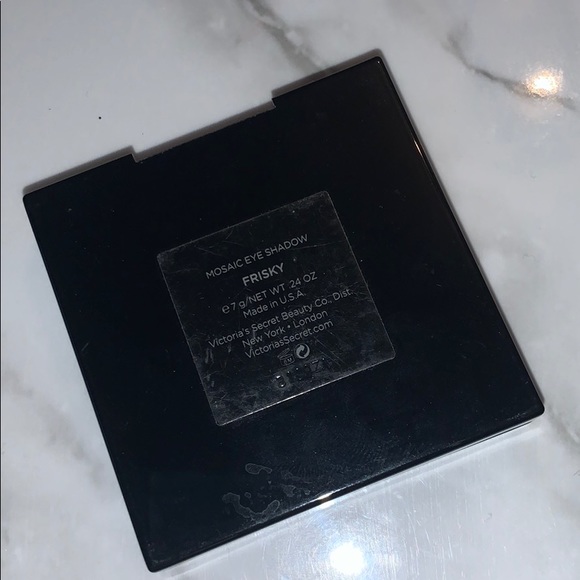 MOSAIC EYE SHADOW
FRISKY
℮ 7 g/NET WT .24 OZ
Made in U.S.A.
Victoria's Secret Beauty Co., Dist.
New York • London
VictoriasSecret.com